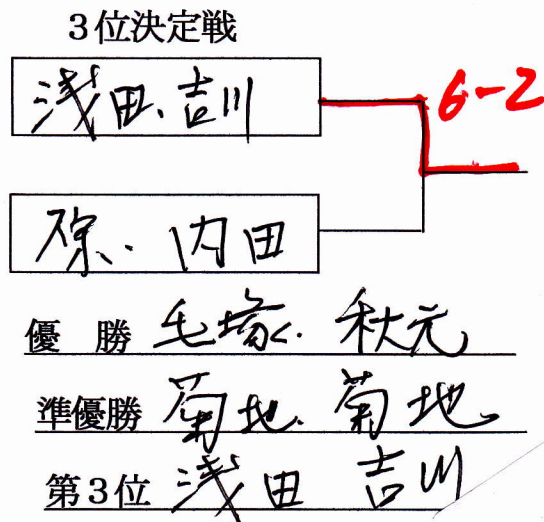 3位決定戦
浅田、吉川
6-2
原、内田
優 勝 毛塚、秋元
準優勝 菊地、菊地
第3位 浅田 吉川